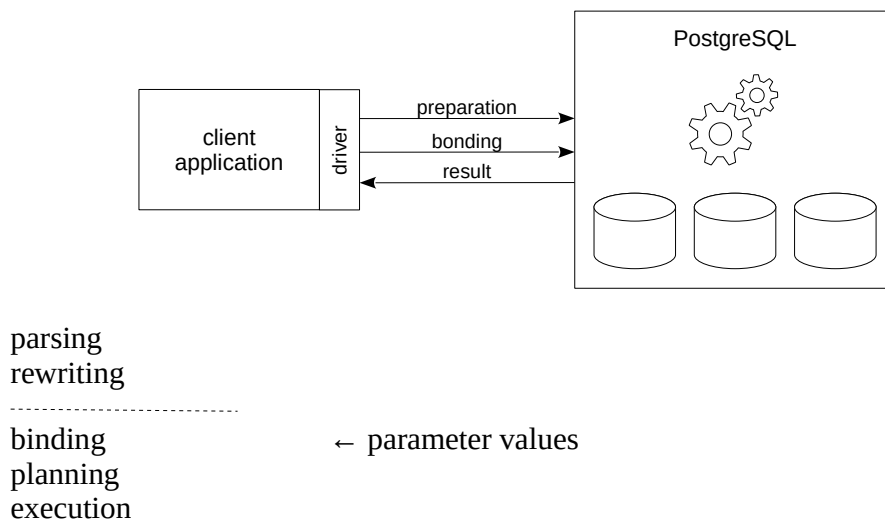 PostgreSQL
client
application
driver
preparation
bonding
result
parsing
rewriting
binding
← parameter values
planning
execution